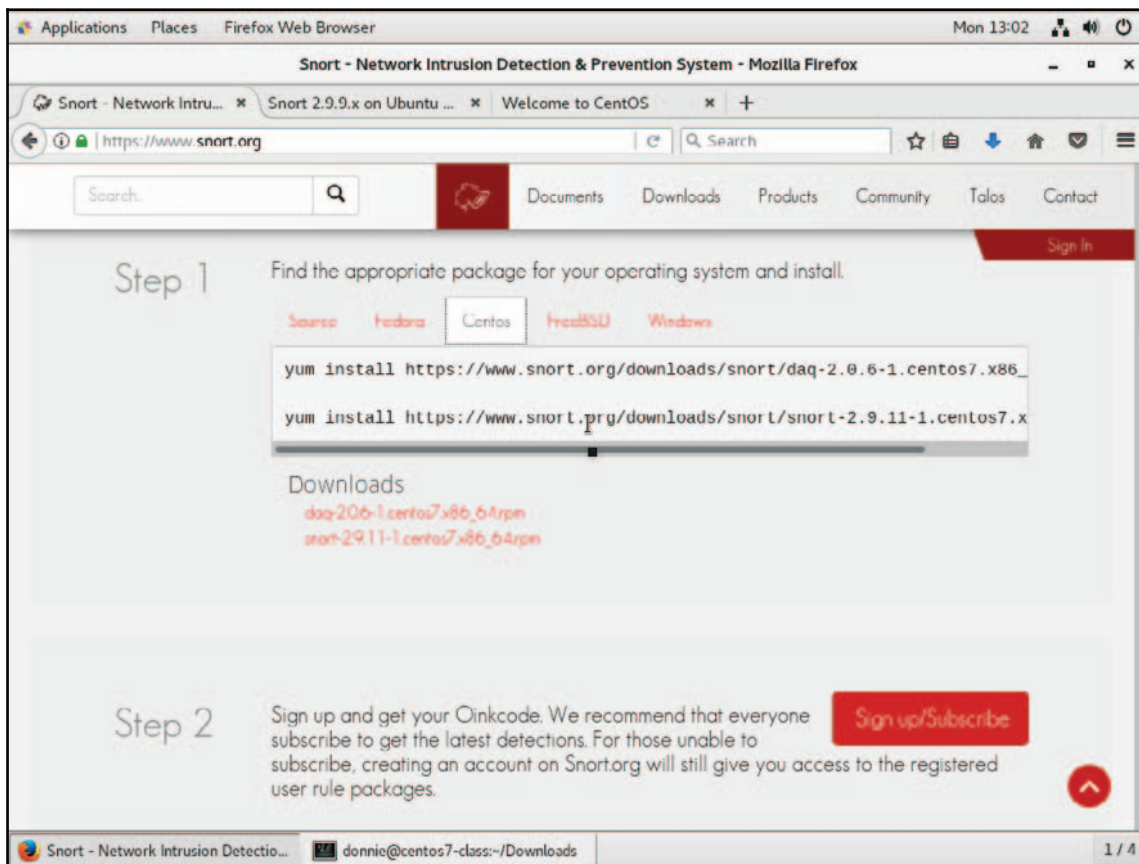 Applications Places Firefox Web Browser Mon 13:02
Snort - Network Intrusion Detection & Prevention System - Mozilla Firefox
Snort - Network Intru... Snort 2.9.9.x on Ubuntu ... Welcome to CentOS
https://www.snort.org Search
Search.. Documents Downloads Products Community Talos Contact
Sign In
Step 1
Find the appropriate package for your operating system and install.
Source Fedora Centos FreeBSD Windows
yum install https://www.snort.org/downloads/snort/daq-2.0.6-1.centos7.x86_
yum install https://www.snort.org/downloads/snort/snort-2.9.11-1.centos7.x
Downloads
daq-2.0.6-1.centos7.x86_64.rpm
snort-2.9.11-1.centos7.x86_64.rpm
Step 2
Sign up and get your Oinkcode. We recommend that everyone
subscribe to get the latest detections. For those unable to
subscribe, creating an account on Snort.org will still give you access to the registered
user rule packages.
Sign up/Subscribe
Snort - Network Intrusion Detectio... donnie@centos7-class:~/Downloads 1 / 4